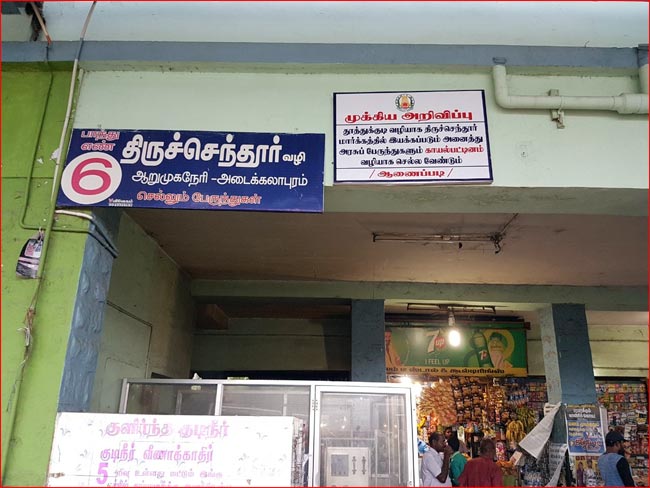 பாத்து
எண்
6
திருச்செந்தூர் வழி
ஆறுமுகநேரி -அடைக்கலாபுரம்
செல்லும் பேருந்துகள்
முக்கிய அறிவிப்பு
தூத்துக்குடி வழியாக திருச்செந்தூர்
மார்க்கத்தில் இயக்கப்படும் அனைத்து
அரசுப் பேருந்துகளும் காயல்பட்டினம்
வழியாக செல்ல வேண்டும்
/ ஆணைப்படி /
7up
I FEEL UP
குளிர்ந்த குடிநீர்
குடிநீர் வீணாக்காதீர்
5